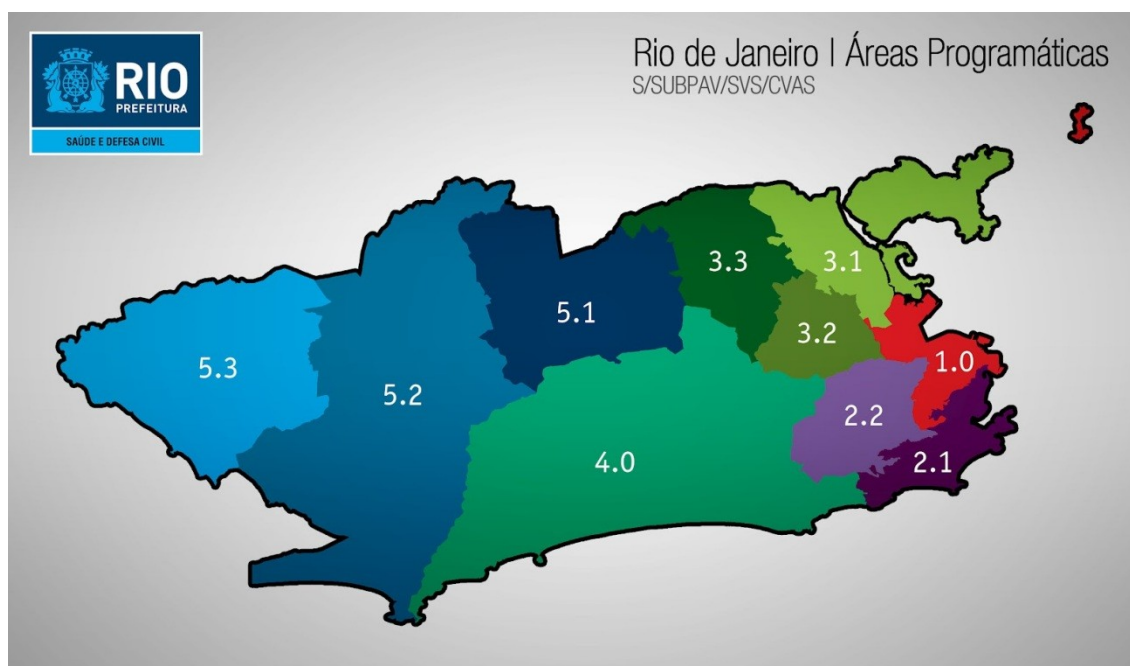 RIO
PREFEITURA
SAÚDE E DEFESA CIVIL
Rio de Janeiro | Áreas Programáticas
S/SUBPAV/SVS/CVAS
3.3
3.1
5.1
3.2
5.3
1.0
5.2
2.2
4.0
2.1